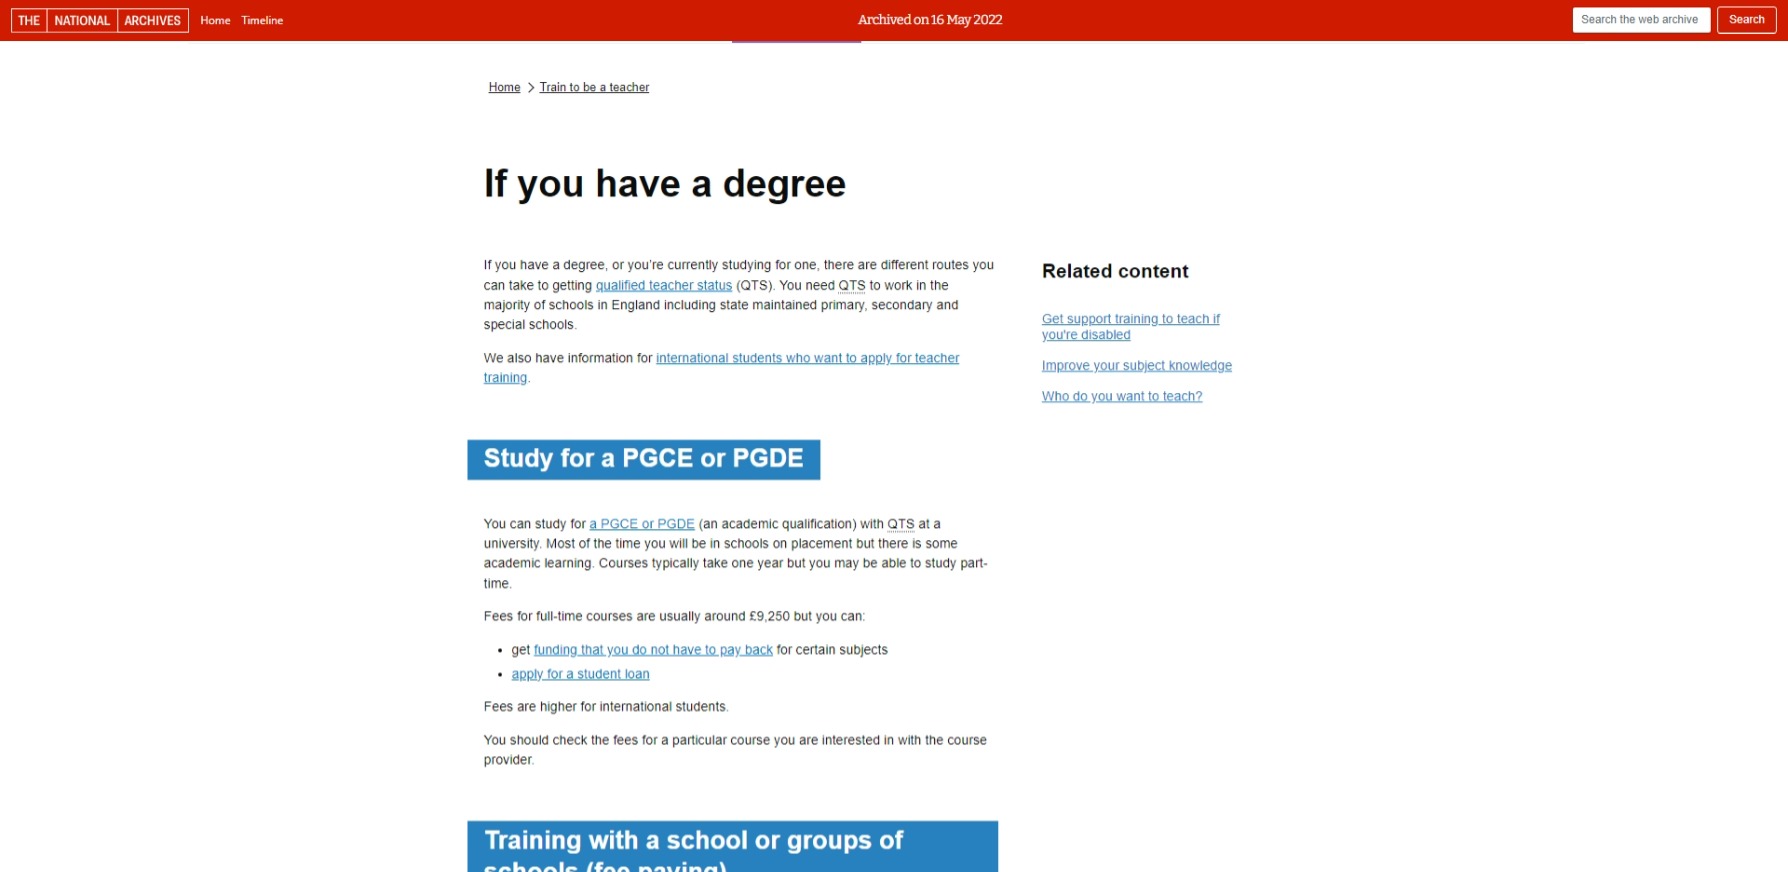 THE NATIONAL ARCHIVES Home Timeline Archived on 16 May 2022 Search the web archive Search
Home > Train to be a teacher
If you have a degree
If you have a degree, or you're currently studying for one, there are different routes you
can take to getting qualified teacher status (QTS). You need QTS to work in the
majority of schools in England including state maintained primary, secondary and
special schools.
We also have information for international students who want to apply for teacher
training.
Related content
Get support training to teach if
you're disabled
Improve your subject knowledge
Who do you want to teach?
Study for a PGCE or PGDE
You can study for a PGCE or PGDE (an academic qualification) with QTS at a
university. Most of the time you will be in schools on placement but there is some
academic learning. Courses typically take one year but you may be able to study part-
time.
Fees for full-time courses are usually around £9,250 but you can:
• get funding that you do not have to pay back for certain subjects
• apply for a student loan
Fees are higher for international students.
You should check the fees for a particular course you are interested in with the course
provider.
Training with a school or groups of
schools (fee paying)